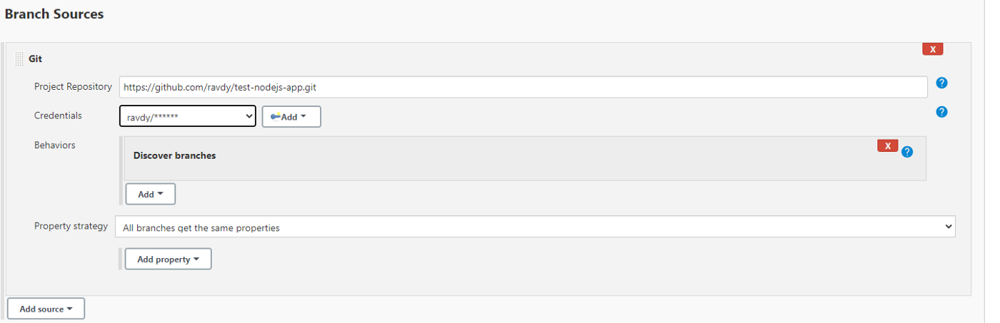 Branch Sources
X
Git
Project Repository https://github.com/ravdy/test-nodejs-app.git ?
Credentials ravdy/****** Add ?
Behaviors
Discover branches X ?
Add
Property strategy All branches get the same properties
Add property
Add source